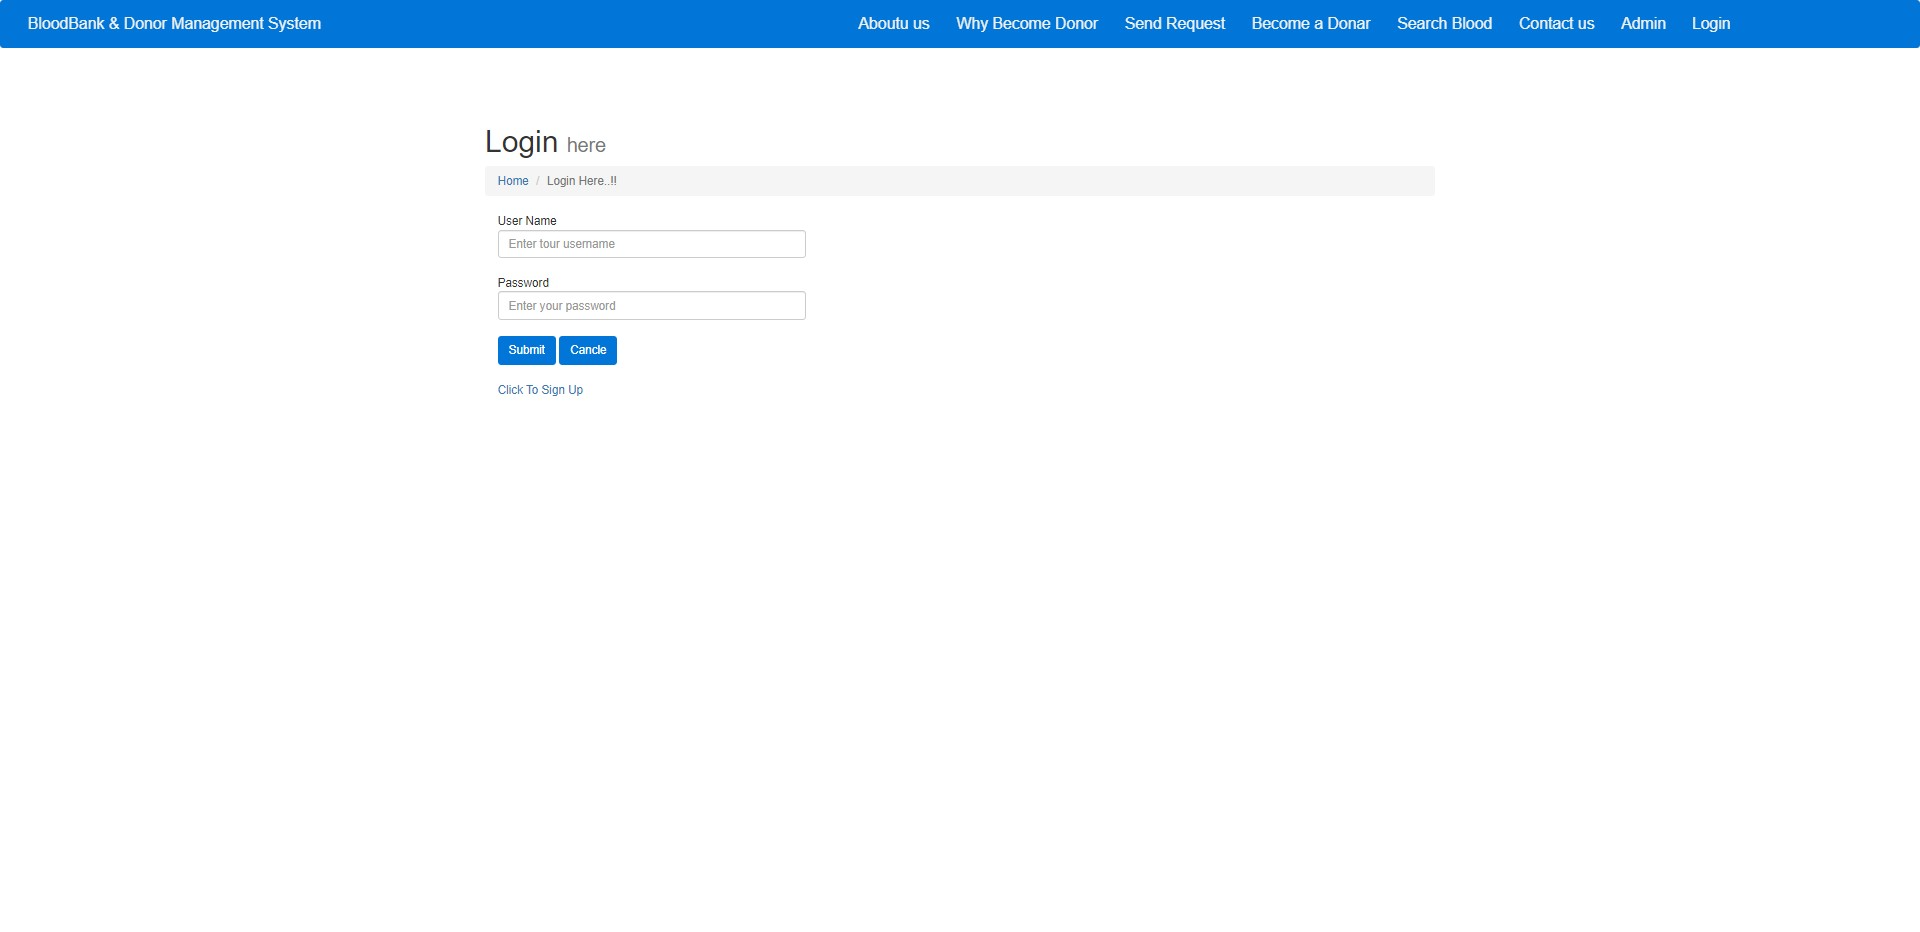 BloodBank & Donor Management System Aboutu us Why Become Donor Send Request Become a Donar Search Blood Contact us Admin Login
Login here
Home / Login Here..!!
User Name
Enter tour username
Password
Enter your password
Submit Cancle
Click To Sign Up